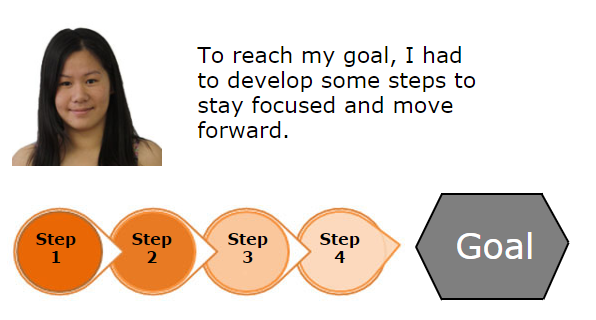 To reach my goal, I had
to develop some steps to
stay focused and move
forward.
Step
1
Step
2
Step
3
Step
4
Goal